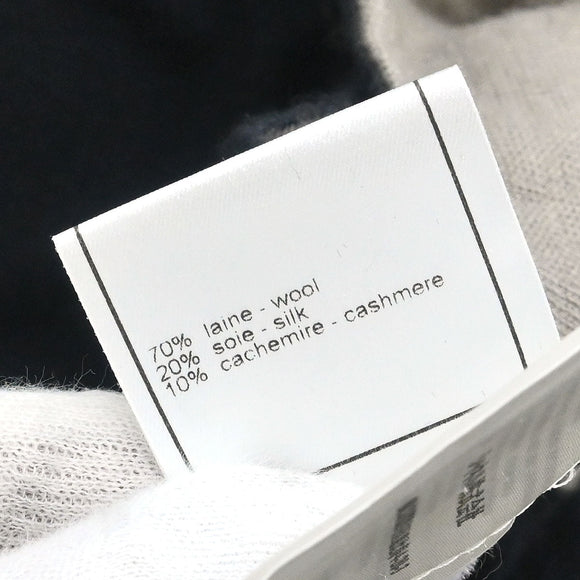 70% laine - wool
20% soie - silk
10% cachemire - cashmere